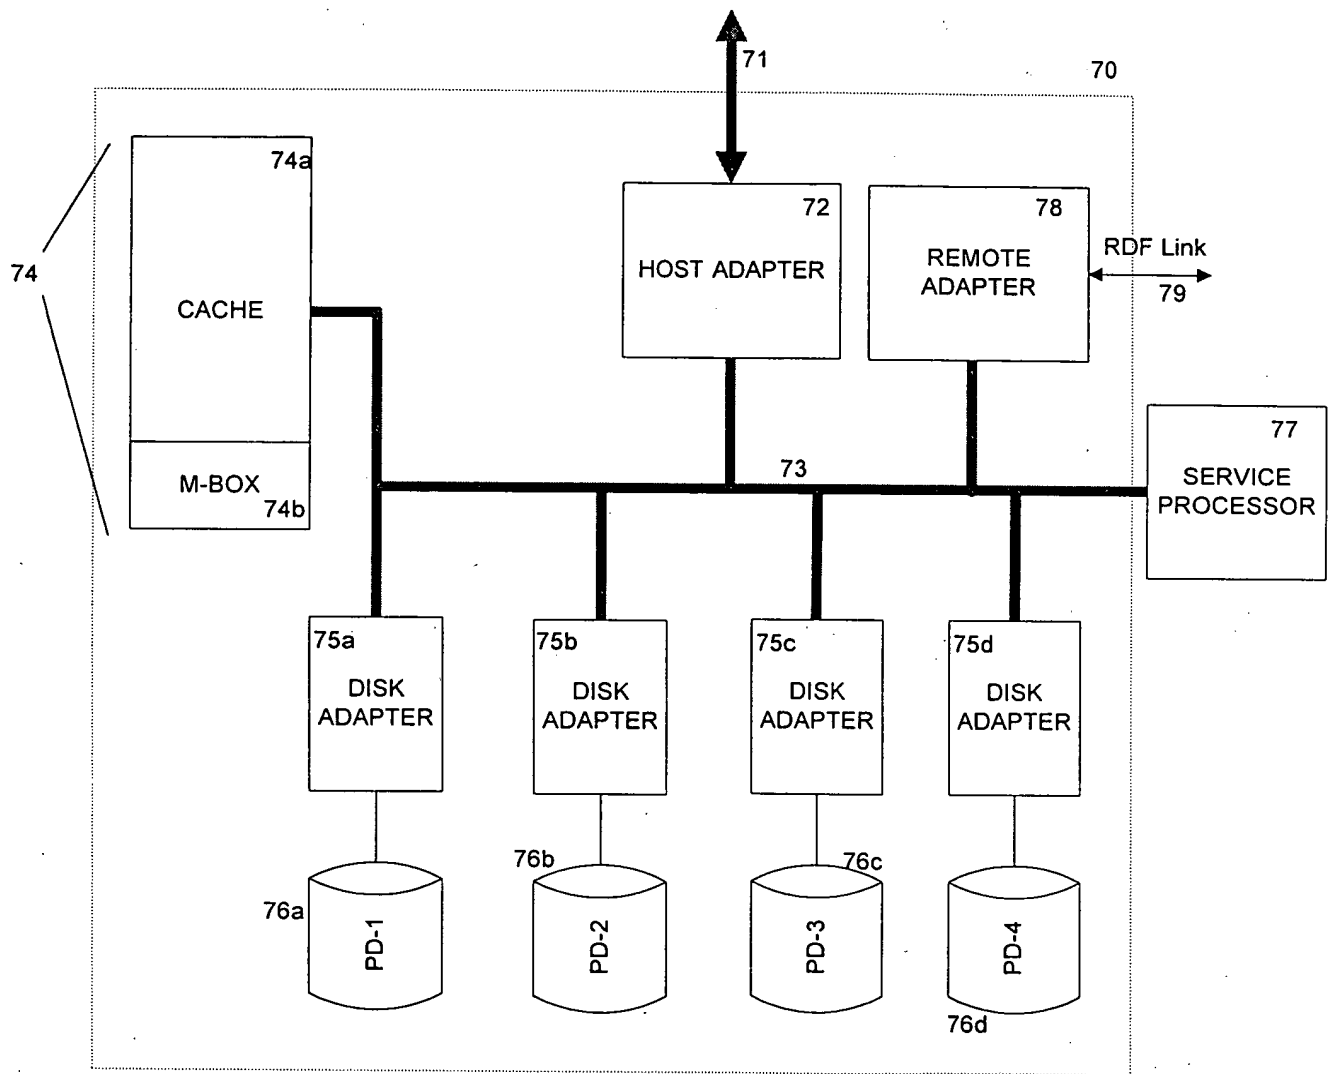 71
70
74a
72
78
HOST ADAPTER
REMOTE
ADAPTER
RDF Link
79
74
CACHE
77
SERVICE
PROCESSOR
73
M-BOX
74b
75a
DISK
ADAPTER
75b
DISK
ADAPTER
75c
DISK
ADAPTER
75d
DISK
ADAPTER
76a
PD-1
76b
PD-2
76c
PD-3
PD-4
76d